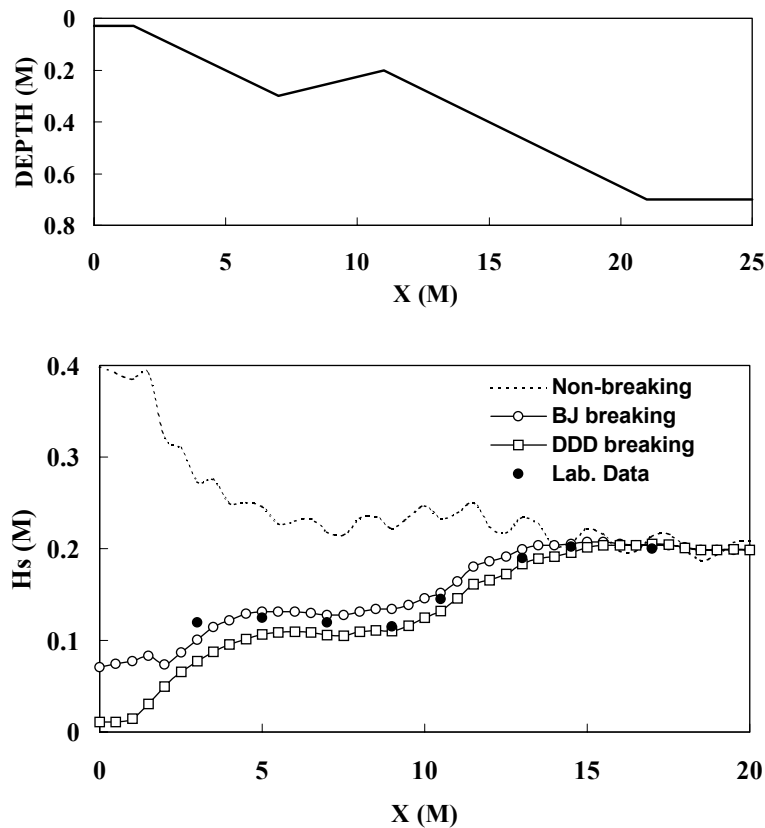 0
0.2
0.4
0.6
0.8
DEPTH (M)
0 5 10 15 20 25
X (M)
0.4
0.3
0.2
0.1
0
Hs (M)
Non-breaking
BJ breaking
DDD breaking
Lab. Data
0 5 10 15 20
X (M)